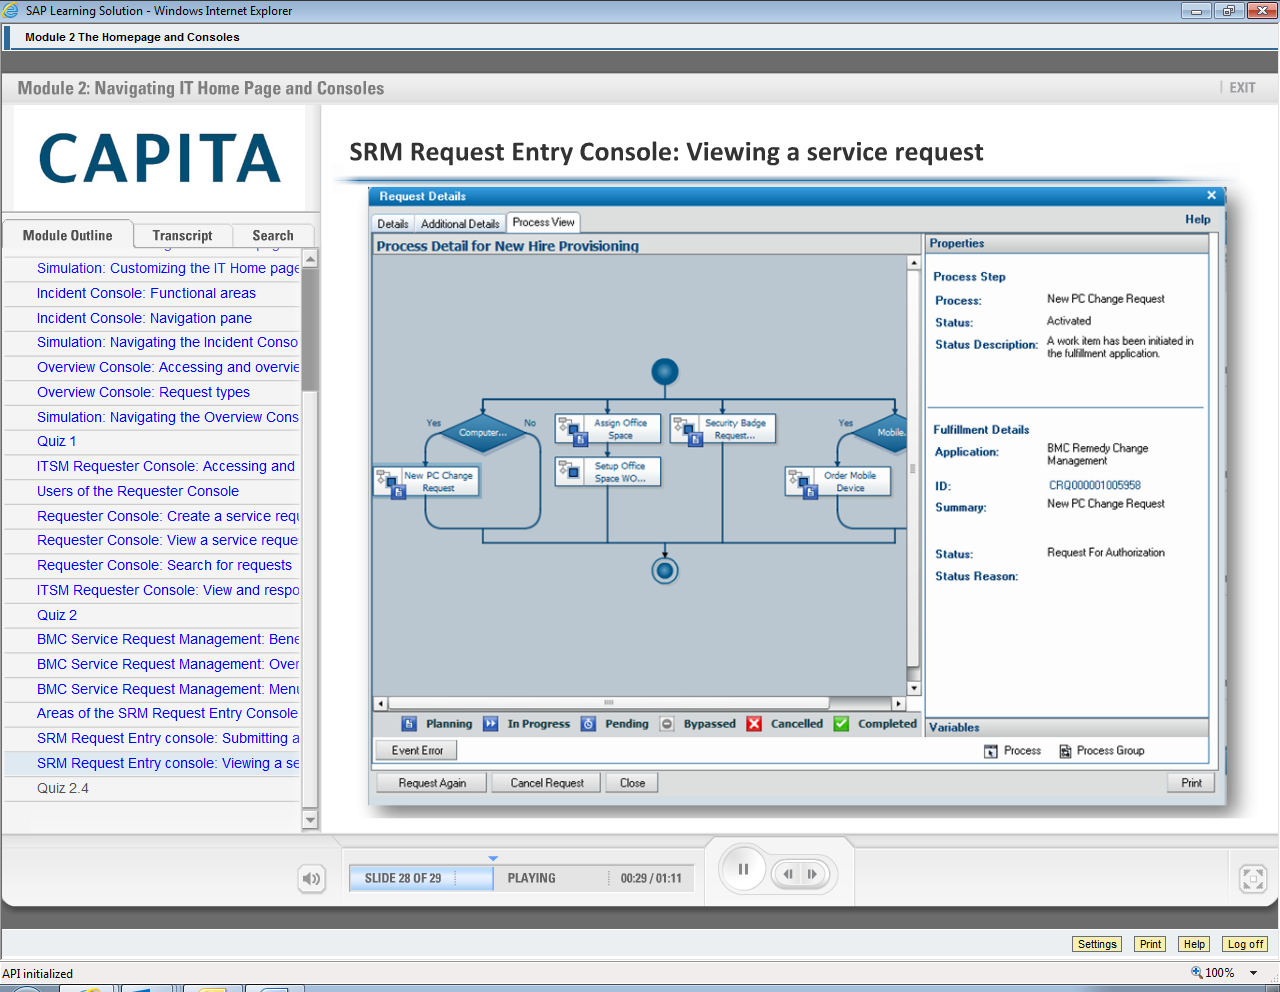 SAP Learning Solution - Windows Internet Explorer
Module 2 The Homepage and Consoles
Module 2: Navigating IT Home Page and Consoles
EXIT
CAPITA
Module Outline
Transcript
Search
Simulation: Customizing the IT Home page
Incident Console: Functional areas
Incident Console: Navigation pane
Simulation: Navigating the Incident Conso
Overview Console: Accessing and overvie
Overview Console: Request types
Simulation: Navigating the Overview Cons
Quiz 1
ITSM Requester Console: Accessing and
Users of the Requester Console
Requester Console: Create a service requ
Requester Console: View a service reque
Requester Console: Search for requests
ITSM Requester Console: View and respo
Quiz 2
BMC Service Request Management: Bene
BMC Service Request Management: Over
BMC Service Request Management: Menu
Areas of the SRM Request Entry Console
SRM Request Entry console: Submitting a
SRM Request Entry console: Viewing a se
Quiz 2.4
SRM Request Entry Console: Viewing a service request
Request Details
Help
Details
Additional Details
Process View
Process Detail for New Hire Provisioning
Yes
Computer...
No
Assign Office
Space
Security Badge
Request...
Yes
Mobile.
New PC Change
Request
Setup Office
Space WO...
Order Mobile
Device
Planning
In Progress
Pending
Bypassed
Cancelled
Completed
Event Error
Properties
Process Step
Process: New PC Change Request
Status: Activated
Status Description: A work item has been initiated in
the fulfillment application.
Fulfillment Details
Application: BMC Remedy Change
Management
ID: CRQ000001005958
Summary: New PC Change Request
Status: Request For Authorization
Status Reason:
Variables
Process
Process Group
Request Again
Cancel Request
Close
Print
SLIDE 28 OF 29
PLAYING
00:29 / 01:11
Settings
Print
Help
Log off
API initialized
100%